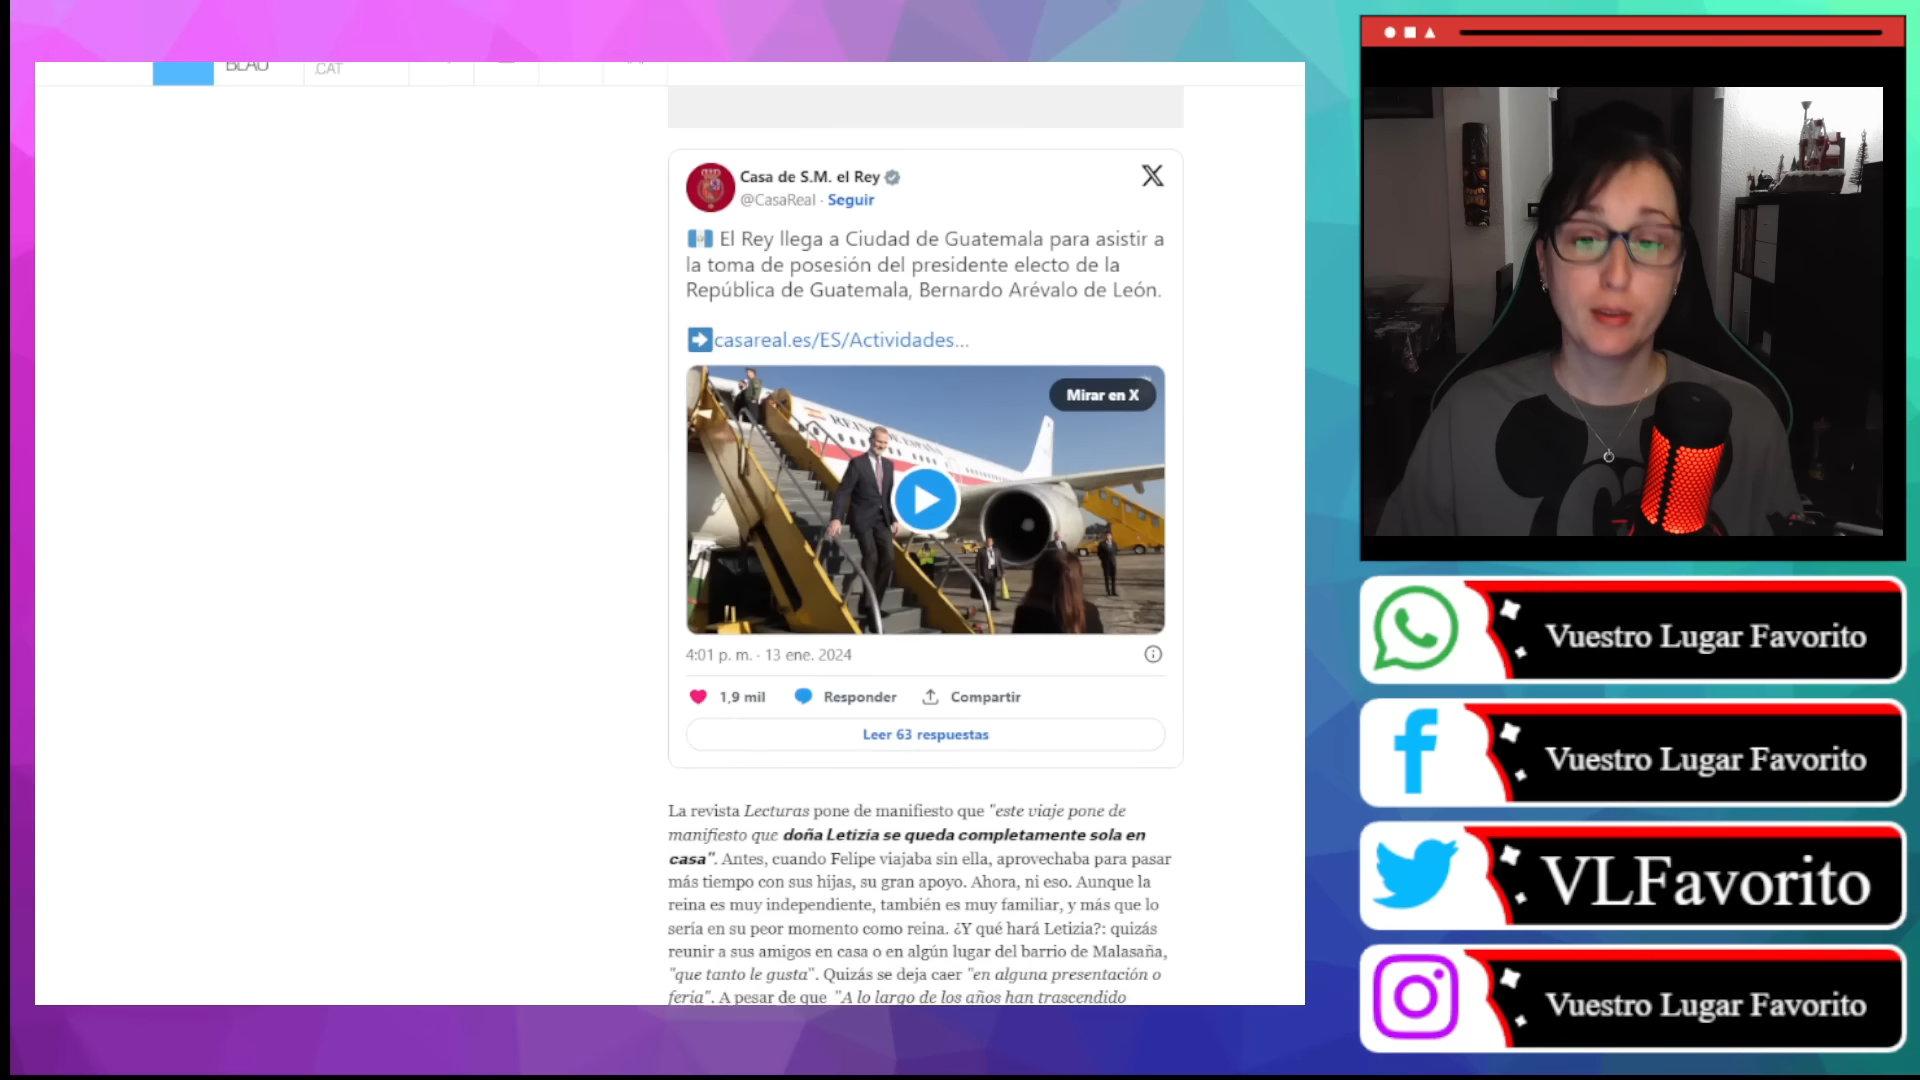 BLAU
.CAT
Casa de S.M. el Rey
@CasaReal · Seguir
El Rey llega a Ciudad de Guatemala para asistir a
la toma de posesión del presidente electo de la
República de Guatemala, Bernardo Arévalo de León.
casareal.es/ES/Actividades...
Mirar en X
REINO DE ESPAÑA
4:01 p. m. · 13 ene. 2024
1,9 mil
Responder
Compartir
Leer 63 respuestas
La revista Lecturas pone de manifiesto que "este viaje pone de
manifiesto que doña Letizia se queda completamente sola en
casa". Antes, cuando Felipe viajaba sin ella, aprovechaba para pasar
más tiempo con sus hijas, su gran apoyo. Ahora, ni eso. Aunque la
reina es muy independiente, también es muy familiar, y más que lo
sería en su peor momento como reina. ¿Y qué hará Letizia?: quizás
reunir a sus amigos en casa o en algún lugar del barrio de Malasaña,
"que tanto le gusta". Quizás se deja caer "en alguna presentación o
feria". A pesar de que "A lo largo de los años han trascendido
Vuestro Lugar Favorito
Vuestro Lugar Favorito
VLFavorito
Vuestro Lugar Favorito